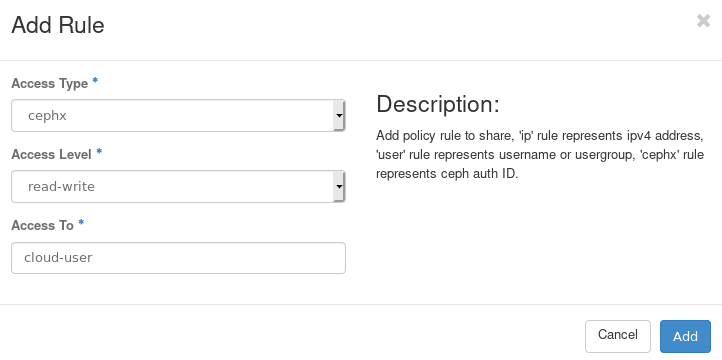 Add Rule
✖
Access Type *
cephx
Access Level *
read-write
Access To *
cloud-user
Description:
Add policy rule to share, 'ip' rule represents ipv4 address,
'user' rule represents username or usergroup, 'cephx' rule
represents ceph auth ID.
Cancel
Add